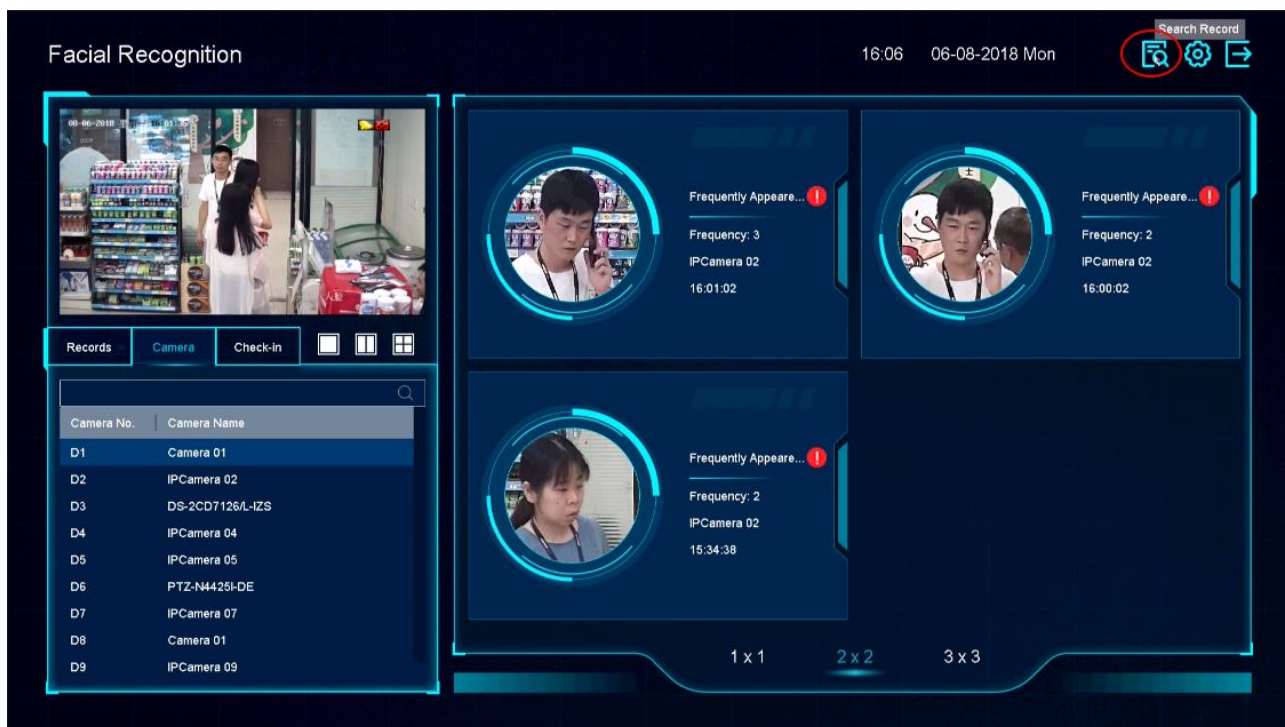 Search Record
Facial Recognition
16:06 06-08-2018 Mon
08-06-2018
Frequently Appeare...
Frequency: 3
IPCamera 02
16:01:02
Frequently Appeare...
Frequency: 2
IPCamera 02
16:00:02
Records
Camera
Check-in
Camera No. Camera Name
D1 Camera 01
D2 IPCamera 02
D3 DS-2CD7126/L-IZS
D4 IPCamera 04
D5 IPCamera 05
D6 PTZ-N4425I-DE
D7 IPCamera 07
D8 Camera 01
D9 IPCamera 09
Frequently Appeare...
Frequency: 2
IPCamera 02
15:34:38
1 x 1
2 x 2
3 x 3